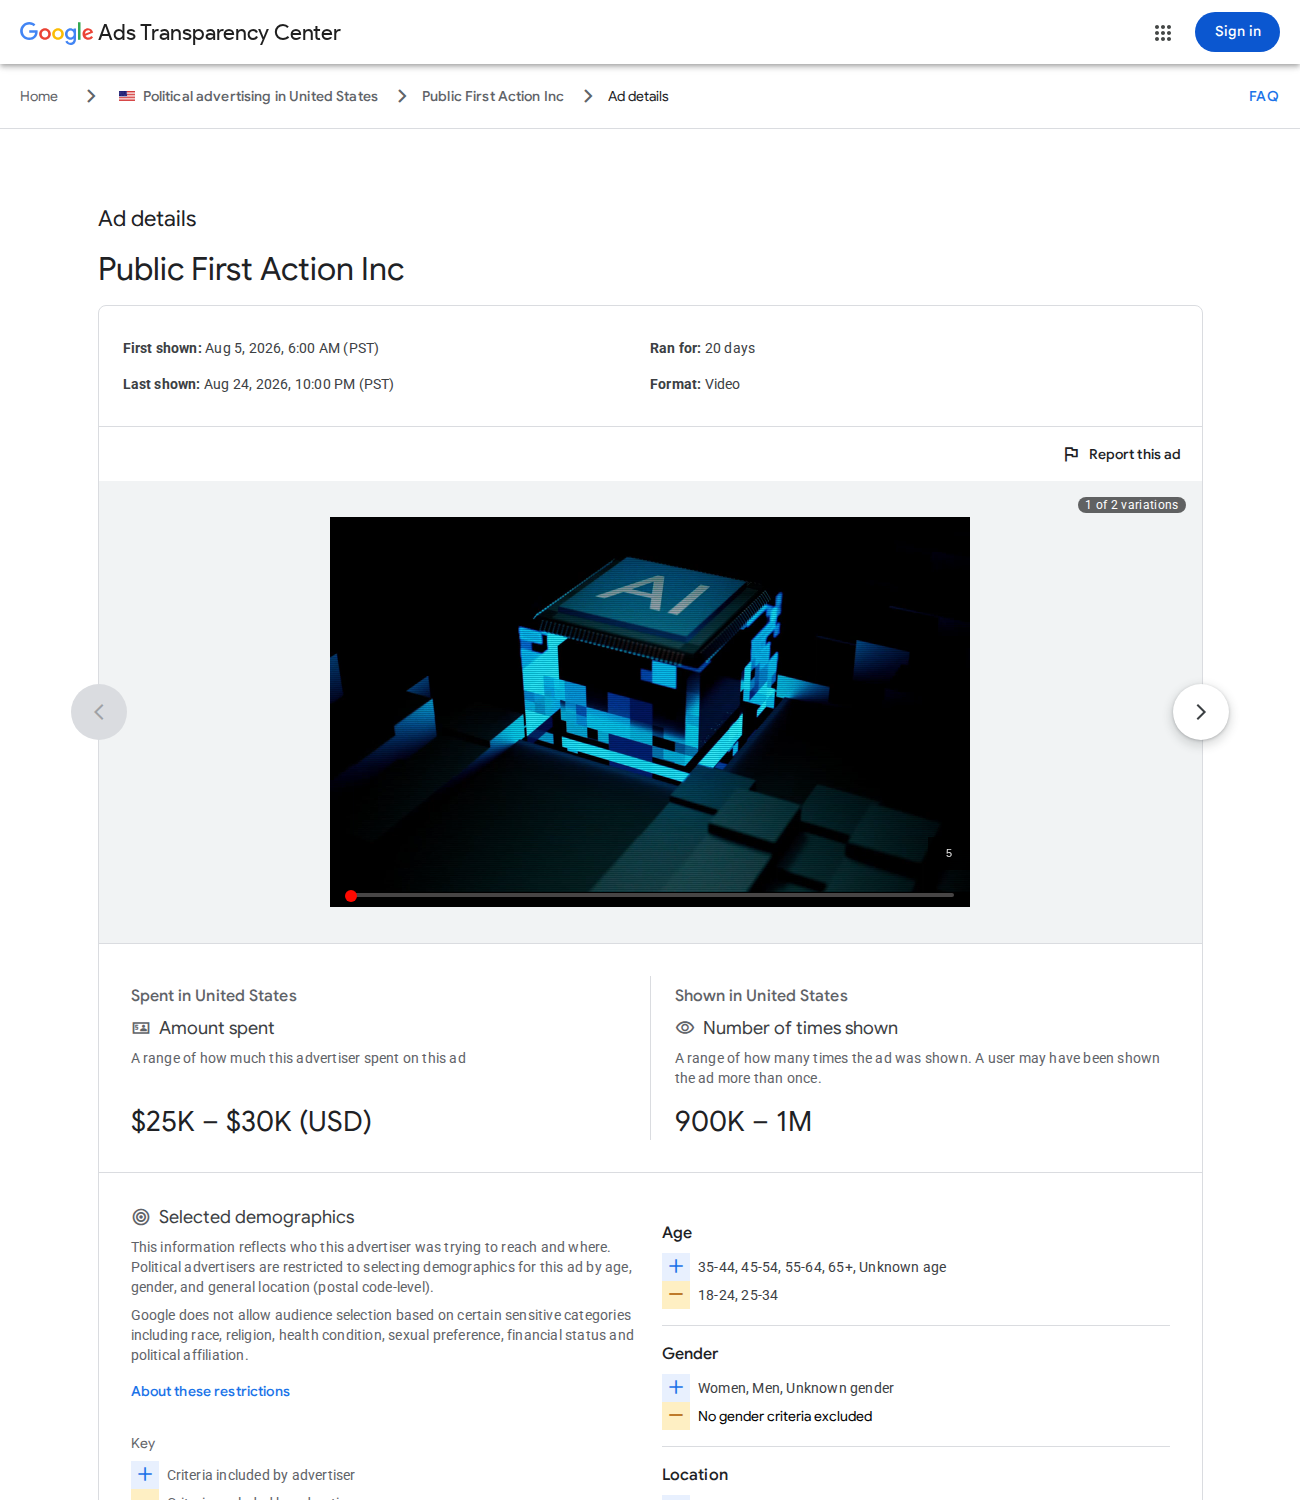 Google Ads Transparency Center
Sign in
Home
Political advertising in United States
Public First Action Inc
Ad details
FAQ
Ad details
Public First Action Inc
First shown: Aug 5, 2026, 6:00 AM (PST)
Ran for: 20 days
Last shown: Aug 24, 2026, 10:00 PM (PST)
Format: Video
Report this ad
1 of 2 variations
AI
5
Spent in United States
Amount spent
A range of how much this advertiser spent on this ad
$25K – $30K (USD)
Shown in United States
Number of times shown
A range of how many times the ad was shown. A user may have been shown
the ad more than once.
900K – 1M
Selected demographics
This information reflects who this advertiser was trying to reach and where.
Political advertisers are restricted to selecting demographics for this ad by age,
gender, and general location (postal code-level).
Google does not allow audience selection based on certain sensitive categories
including race, religion, health condition, sexual preference, financial status and
political affiliation.
About these restrictions
Key
Criteria included by advertiser
Age
35-44, 45-54, 55-64, 65+, Unknown age
18-24, 25-34
Gender
Women, Men, Unknown gender
No gender criteria excluded
Location